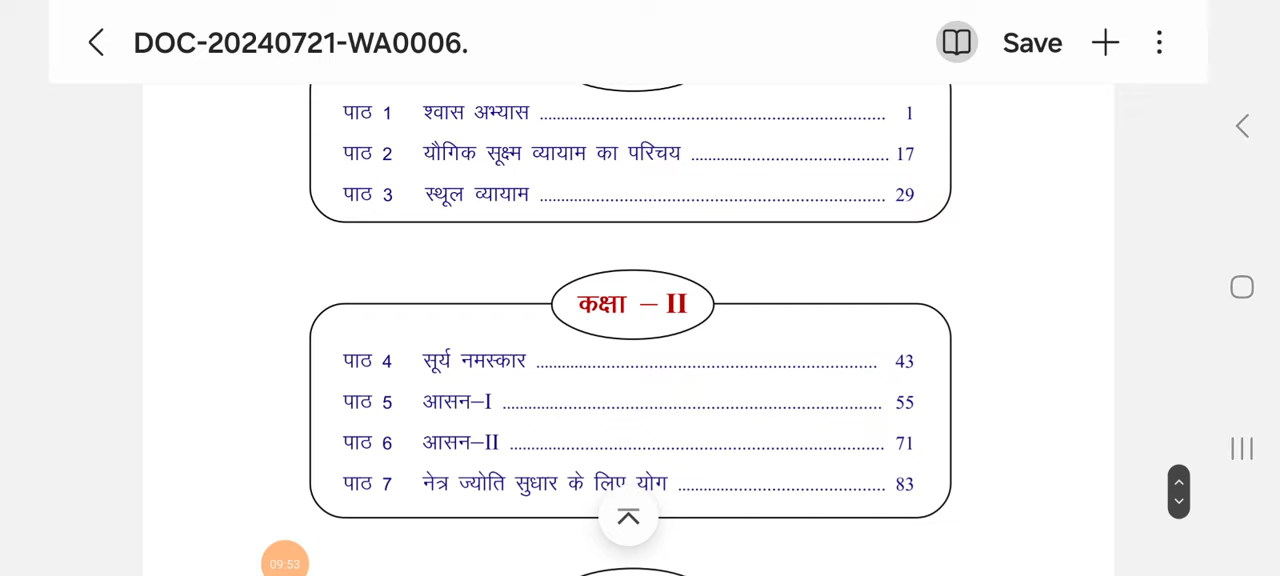 DOC-20240721-WA0006.
Save
पाठ 1 श्वास अभ्यास ........................................ 1
पाठ 2 यौगिक सूक्ष्म व्यायाम का परिचय ........................................ 17
पाठ 3 स्थूल व्यायाम ........................................ 29
कक्षा – II
पाठ 4 सूर्य नमस्कार ........................................ 43
पाठ 5 आसन–I ........................................ 55
पाठ 6 आसन–II ........................................ 71
पाठ 7 नेत्र ज्योति सुधार के लिए योग ........................................ 83
09:53